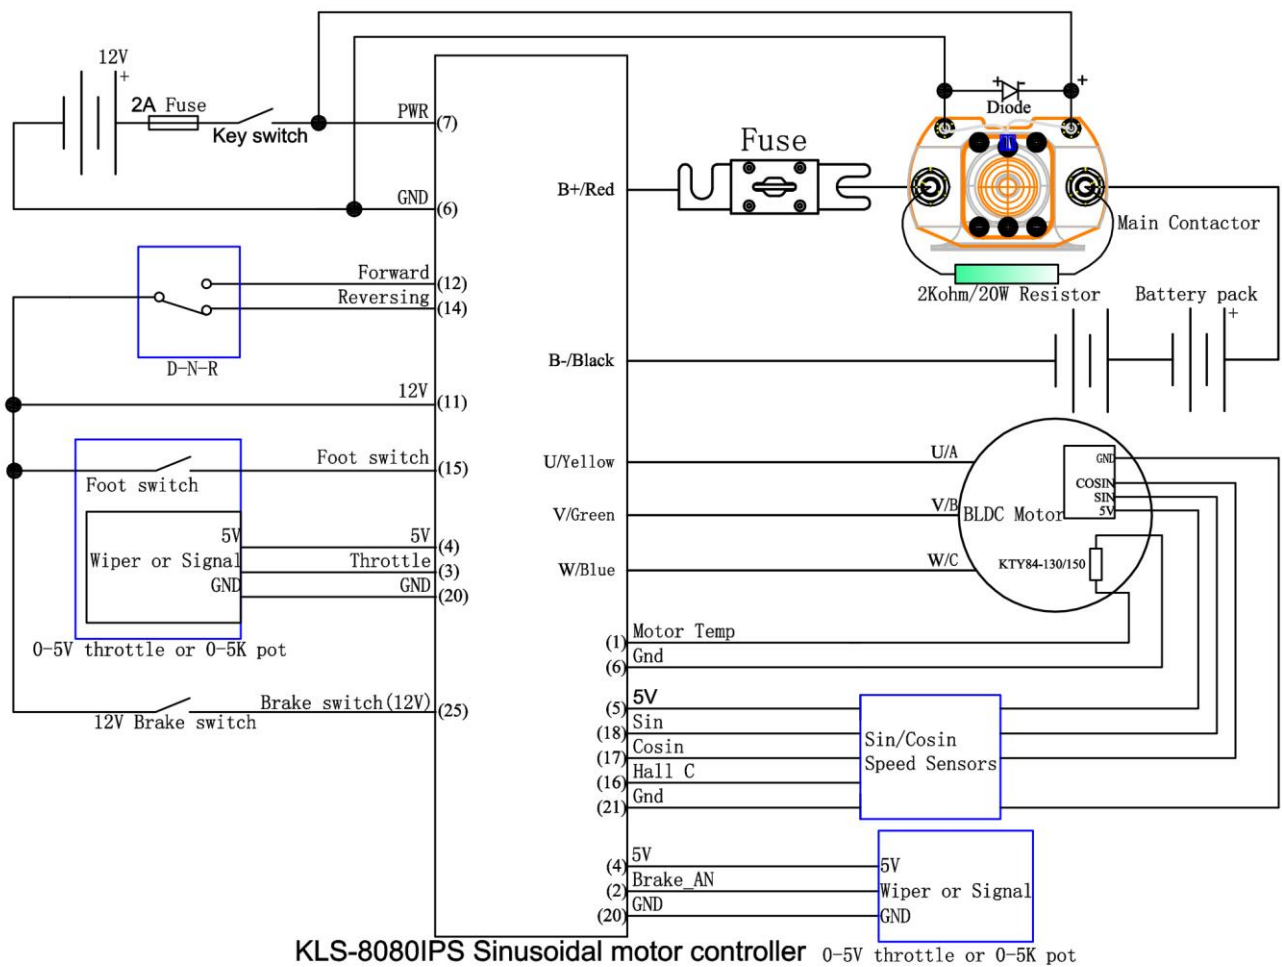 12V
+
2A Fuse
Key switch
PWR
(7)
GND
(6)
Forward
(12)
Reversing
(14)
D-N-R
12V
(11)
Foot switch
(15)
Foot switch
5V
5V
(4)
Wiper or Signal
Throttle
(3)
GND
GND
(20)
0-5V throttle or 0-5K pot
Brake switch(12V)
(25)
12V Brake switch
B+/Red
Fuse
+
+
Diode
Main Contactor
2Kohm/20W Resistor
Battery pack
+
B-/Black
U/Yellow
U/A
V/Green
V/B
W/Blue
W/C
BLDC Motor
GND
COSIN
SIN
5V
KTY84-130/150
(1)
Motor Temp
(6)
Gnd
(5)
5V
(18)
Sin
(17)
Cosin
(16)
Hall C
(21)
Gnd
Sin/Cosin
Speed Sensors
(4)
5V
5V
(2)
Brake_AN
Wiper or Signal
(20)
GND
GND
KLS-8080IPS Sinusoidal motor controller
0-5V throttle or 0-5K pot